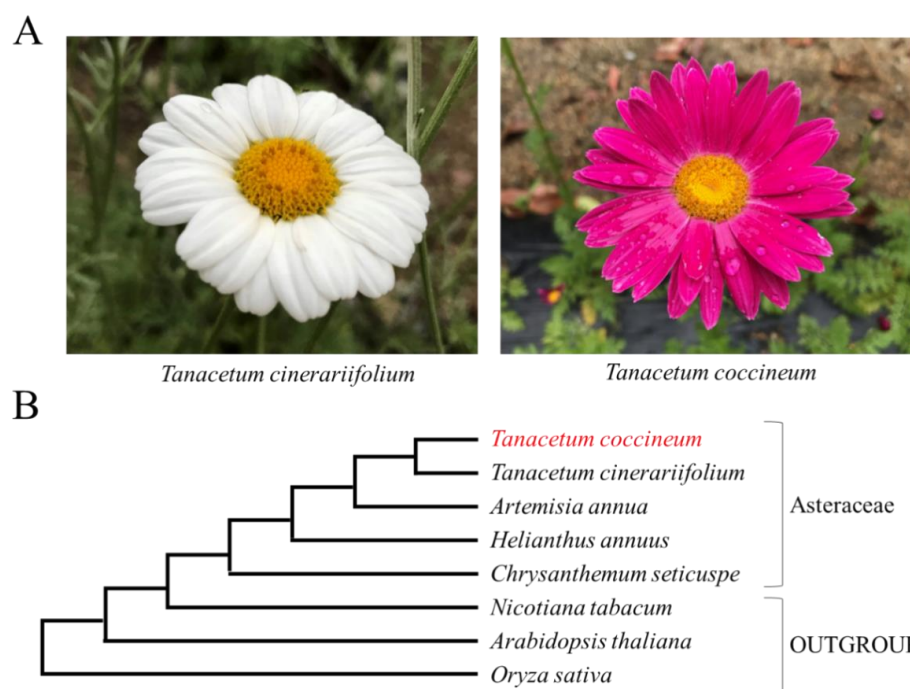 A
Tanacetum cinerariifolium
Tanacetum coccineum
B
Tanacetum coccineum
Tanacetum cinerariifolium
Artemisia annua
Helianthus annuus
Chrysanthemum seticuspe
Asteraceae
Nicotiana tabacum
Arabidopsis thaliana
Oryza sativa